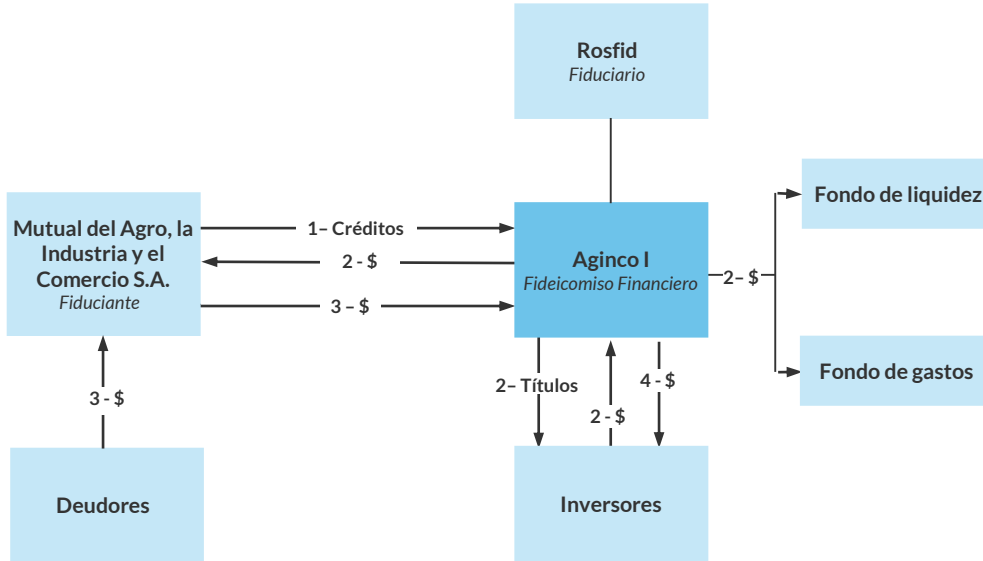 Rosfid
Fiduciario
Mutual del Agro, la
Industria y el
Comercio S.A.
Fiduciante
1– Créditos
2 - $
3 – $
Aginco I
Fideicomiso Financiero
2– $
Fondo de liquidez
Fondo de gastos
3 - $
2– Títulos
2 - $
4 - $
Deudores
Inversores